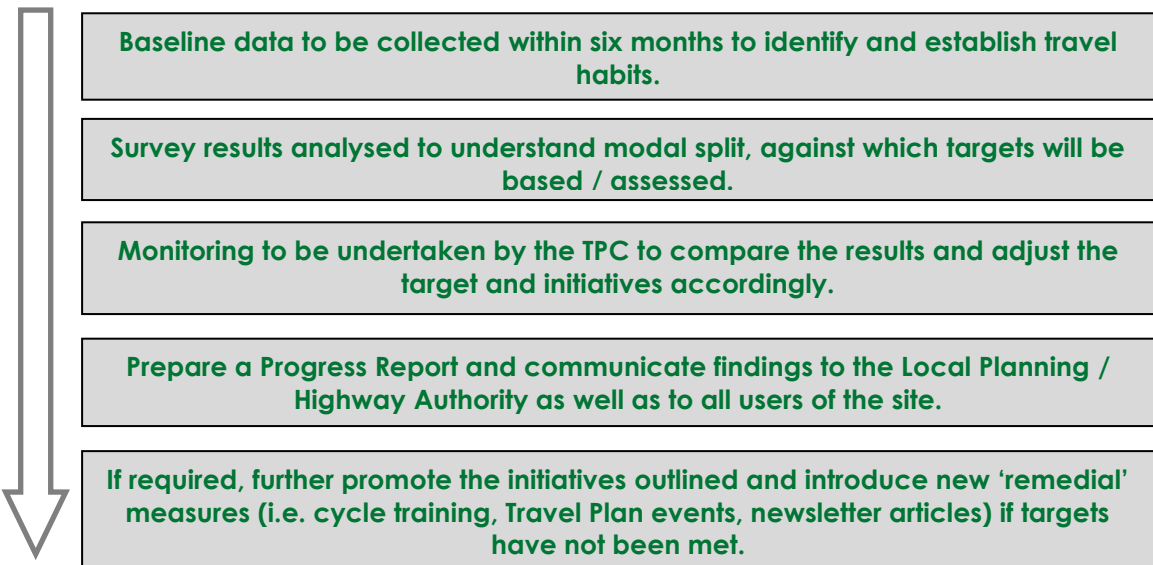 Baseline data to be collected within six months to identify and establish travel
habits.
Survey results analysed to understand modal split, against which targets will be
based / assessed.
Monitoring to be undertaken by the TPC to compare the results and adjust the
target and initiatives accordingly.
Prepare a Progress Report and communicate findings to the Local Planning /
Highway Authority as well as to all users of the site.
If required, further promote the initiatives outlined and introduce new ‘remedial’
measures (i.e. cycle training, Travel Plan events, newsletter articles) if targets
have not been met.